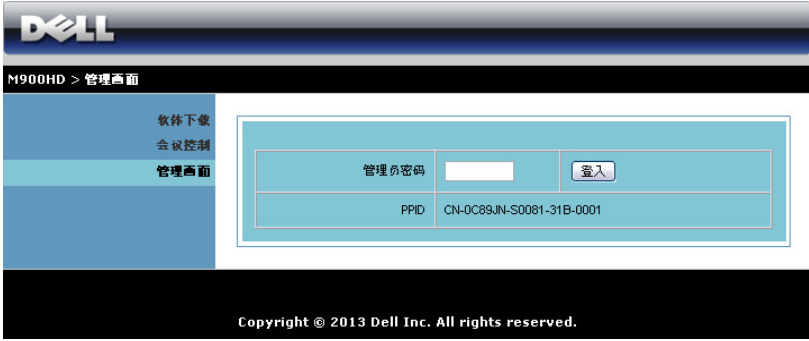 DELL
M900HD > 管理画面
软体下载
会议控制
管理画面
管理员密码
登入
PPID
CN-0C89JN-S0081-31B-0001
Copyright © 2013 Dell Inc. All rights reserved.